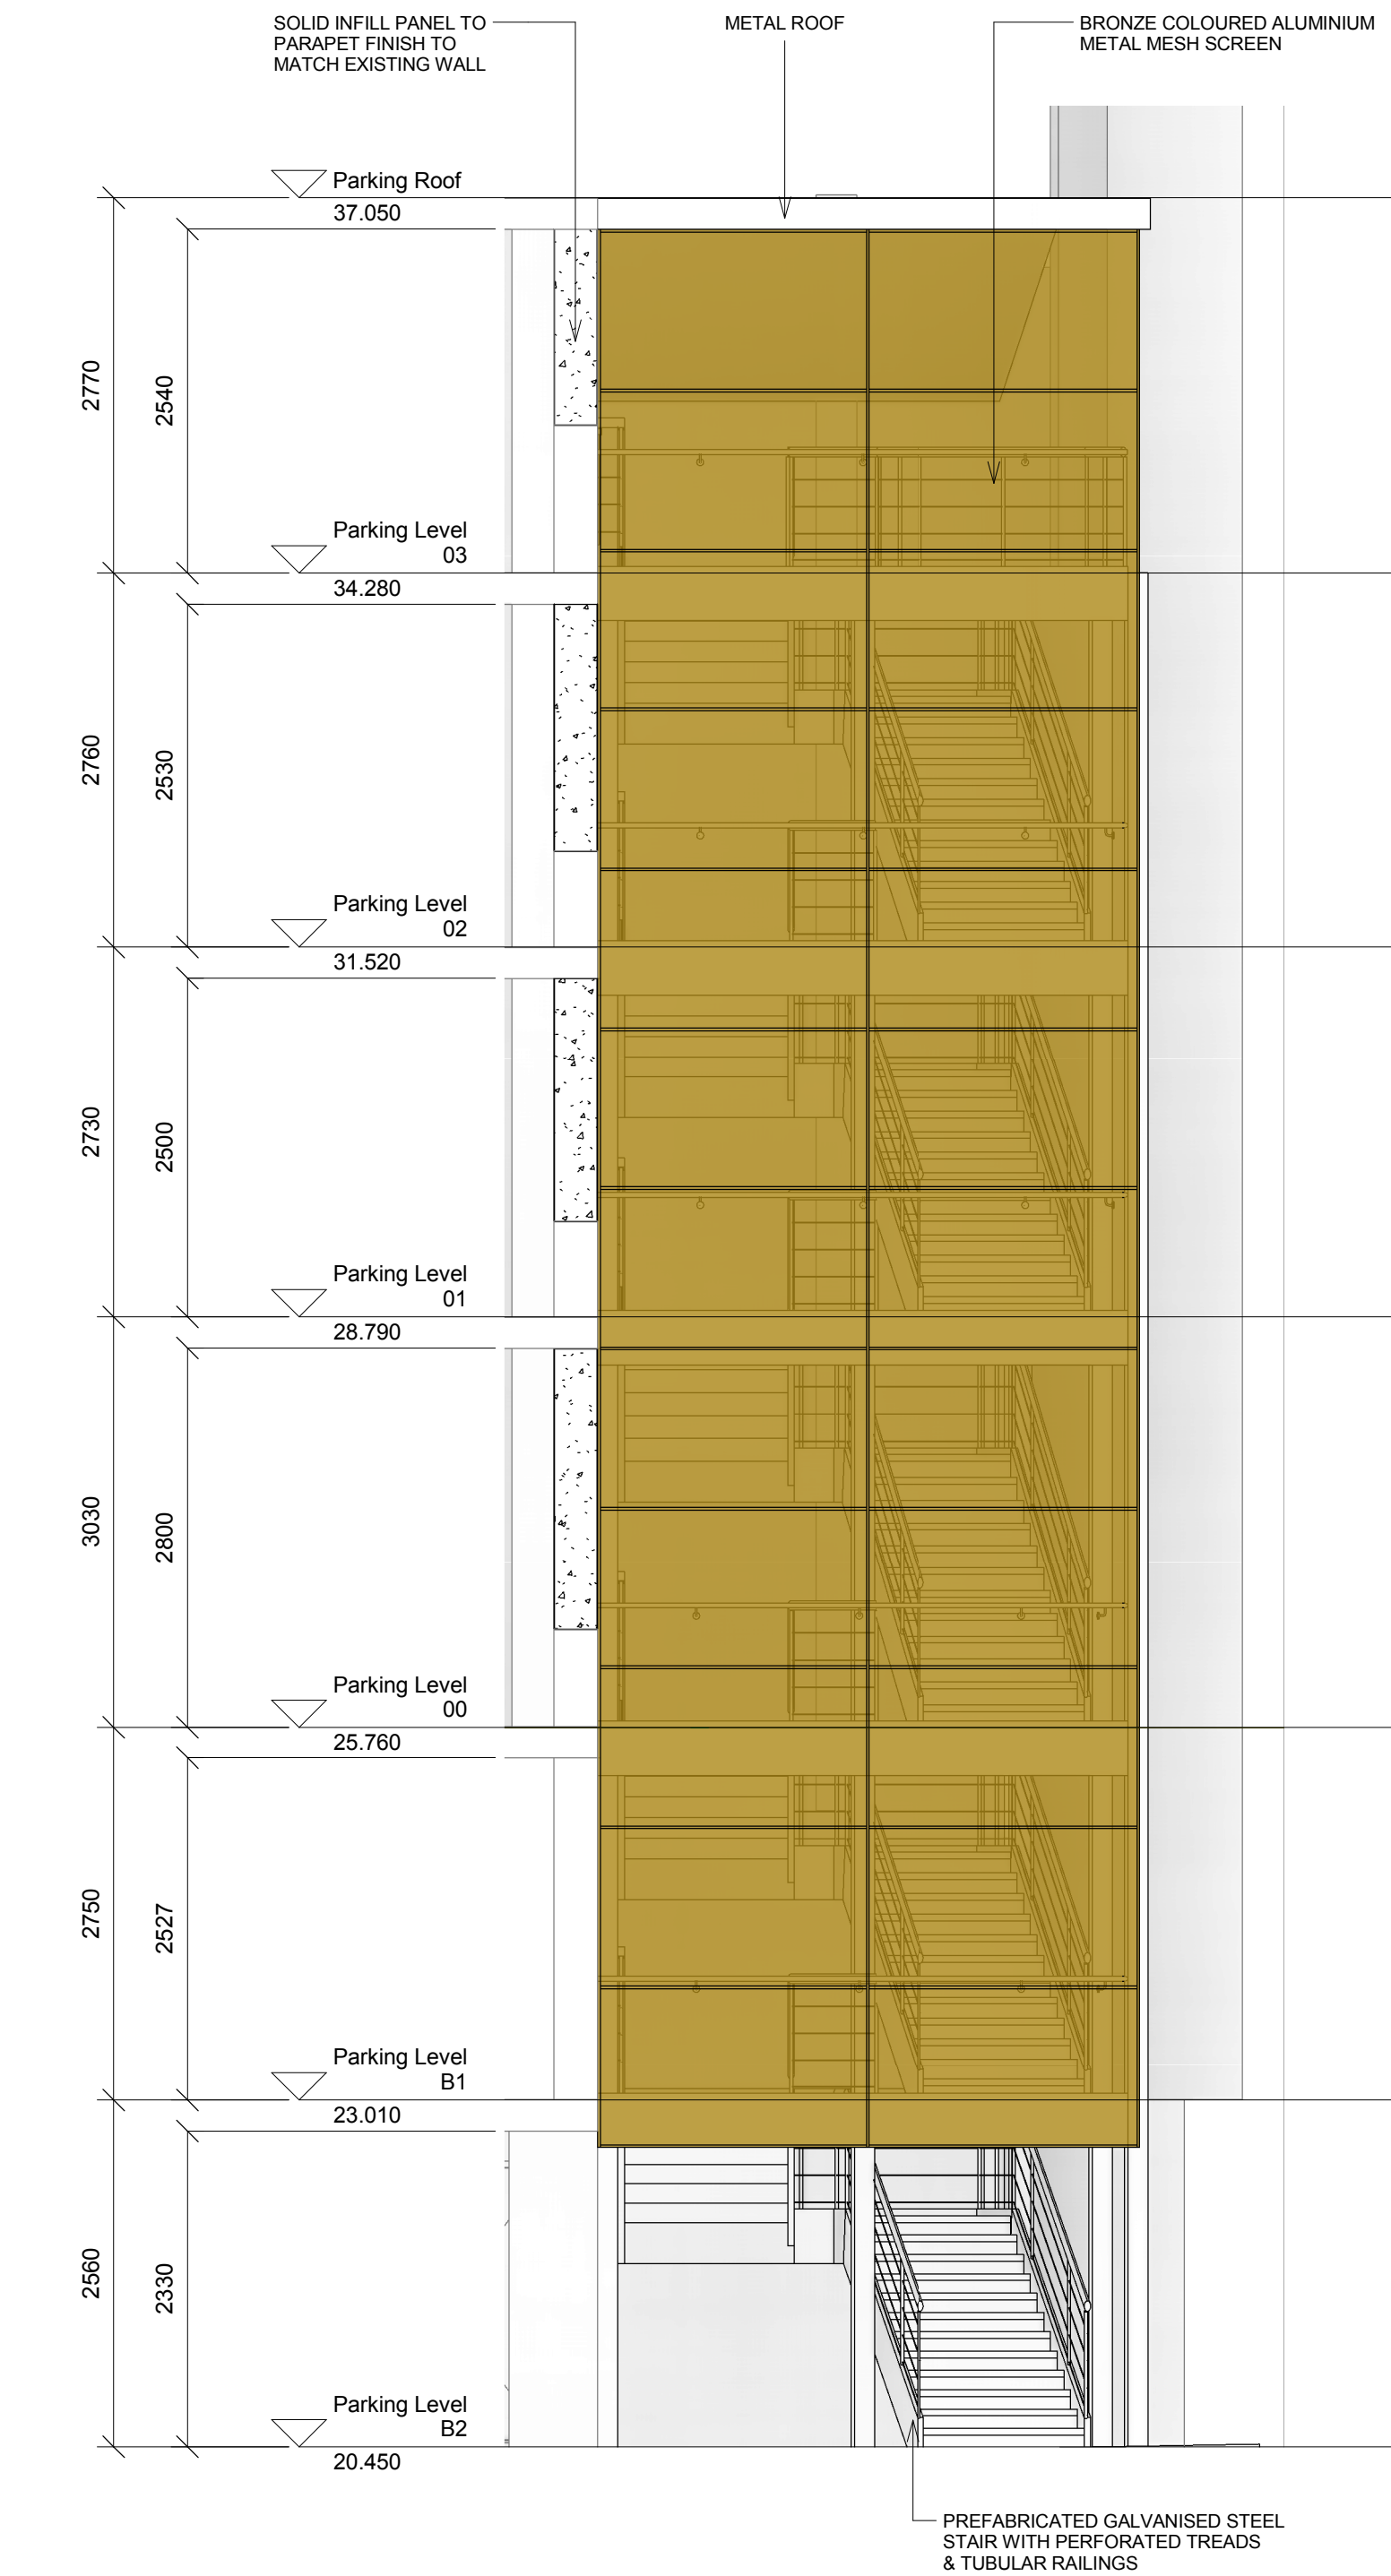 SOLID INFILL PANEL TO
PARAPET FINISH TO
MATCH EXISTING WALL
METAL ROOF
BRONZE COLOURED ALUMINIUM
METAL MESH SCREEN
Parking Roof
37.050
2770
2540
Parking Level
03
34.280
2760
2530
Parking Level
02
31.520
2730
2500
Parking Level
01
28.790
3030
2800
Parking Level
00
25.760
2750
2527
Parking Level
B1
23.010
2560
2330
Parking Level
B2
20.450
PREFABRICATED GALVANISED STEEL
STAIR WITH PERFORATED TREADS
& TUBULAR RAILINGS